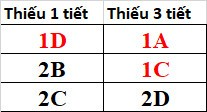 Thiếu 1 tiết Thiếu 3 tiết
1D 1A
2B 1C
2C 2D